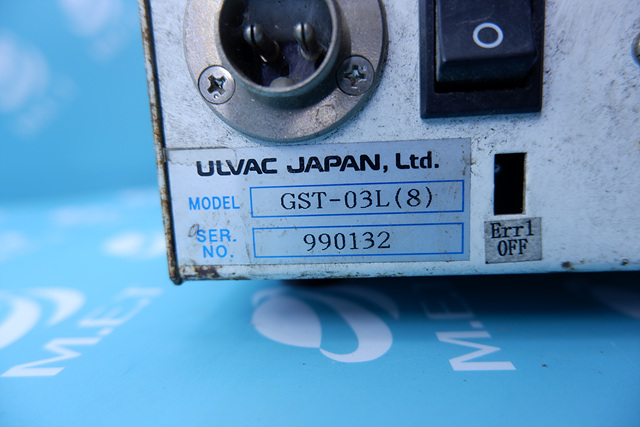 ULVAC JAPAN, Ltd.
MODEL GST-03L(8)
SER. NO. 990132
Err1
OFF
M.E.I
M.E